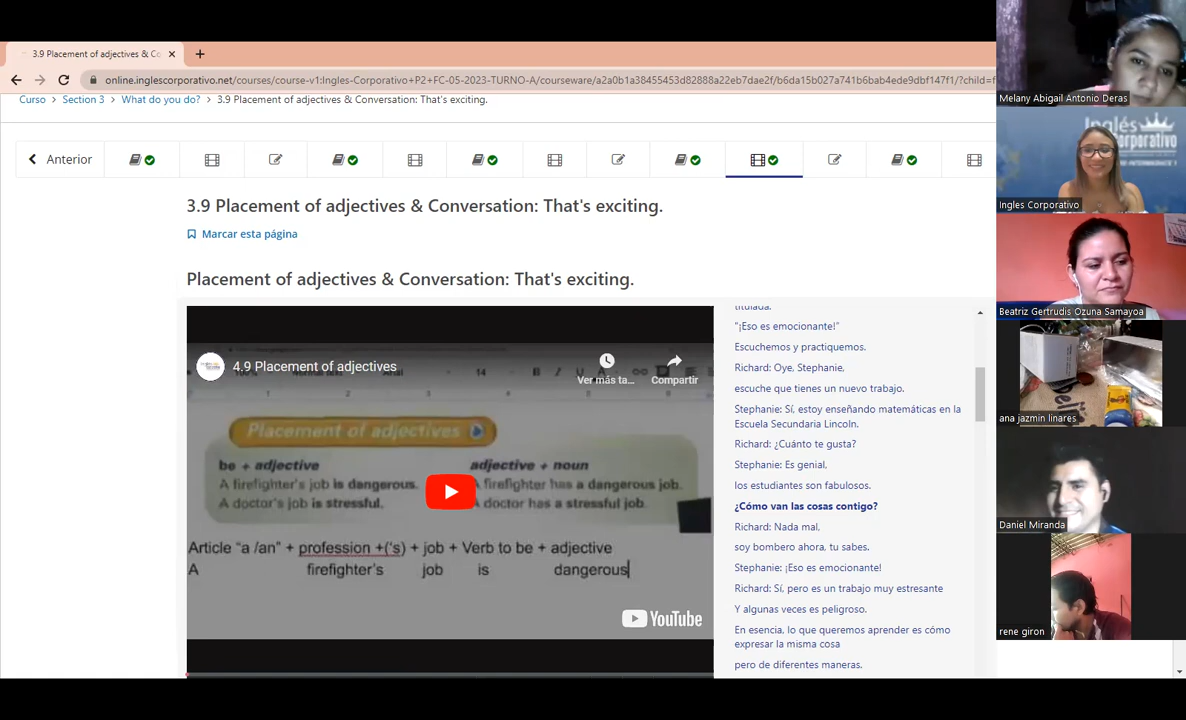 3.9 Placement of adjectives & Co
online.inglescorporativo.net/courses/course-v1:Ingles-Corporativo+P2+FC-05-2023-TURNO-A/courseware/a2a0b1a38455453d82888a22eb7dae2f/b6da15b027a741b6bab4ede9dbf147f1/?child=f
Curso > Section 3 > What do you do? > 3.9 Placement of adjectives & Conversation: That's exciting.
Anterior
3.9 Placement of adjectives & Conversation: That's exciting.
Marcar esta página
Placement of adjectives & Conversation: That's exciting.
4.9 Placement of adjectives
Ver más ta...
Compartir
Placement of adjectives
be + adjective
A firefighter's job is dangerous.
A doctor's job is stressful.
adjective + noun
A firefighter has a dangerous job.
A doctor has a stressful job.
Article "a /an" + profession +('s) + job + Verb to be + adjective
A firefighter's job is dangerous
YouTube
titulada.
"¡Eso es emocionante!"
Escuchemos y practiquemos.
Richard: Oye, Stephanie,
escuche que tienes un nuevo trabajo.
Stephanie: Sí, estoy enseñando matemáticas en la
Escuela Secundaria Lincoln.
Richard: ¿Cuánto te gusta?
Stephanie: Es genial,
los estudiantes son fabulosos.
¿Cómo van las cosas contigo?
Richard: Nada mal,
soy bombero ahora, tu sabes.
Stephanie: ¡Eso es emocionante!
Richard: Sí, pero es un trabajo muy estresante
Y algunas veces es peligroso.
En esencia, lo que queremos aprender es cómo
expresar la misma cosa
pero de diferentes maneras.
Melany Abigail Antonio Deras
Inglés
Corporativo
Ingles Corporativo
Beatriz Gertrudis Ozuna Samayoa
ana jazmin linares
Daniel Miranda
rene giron